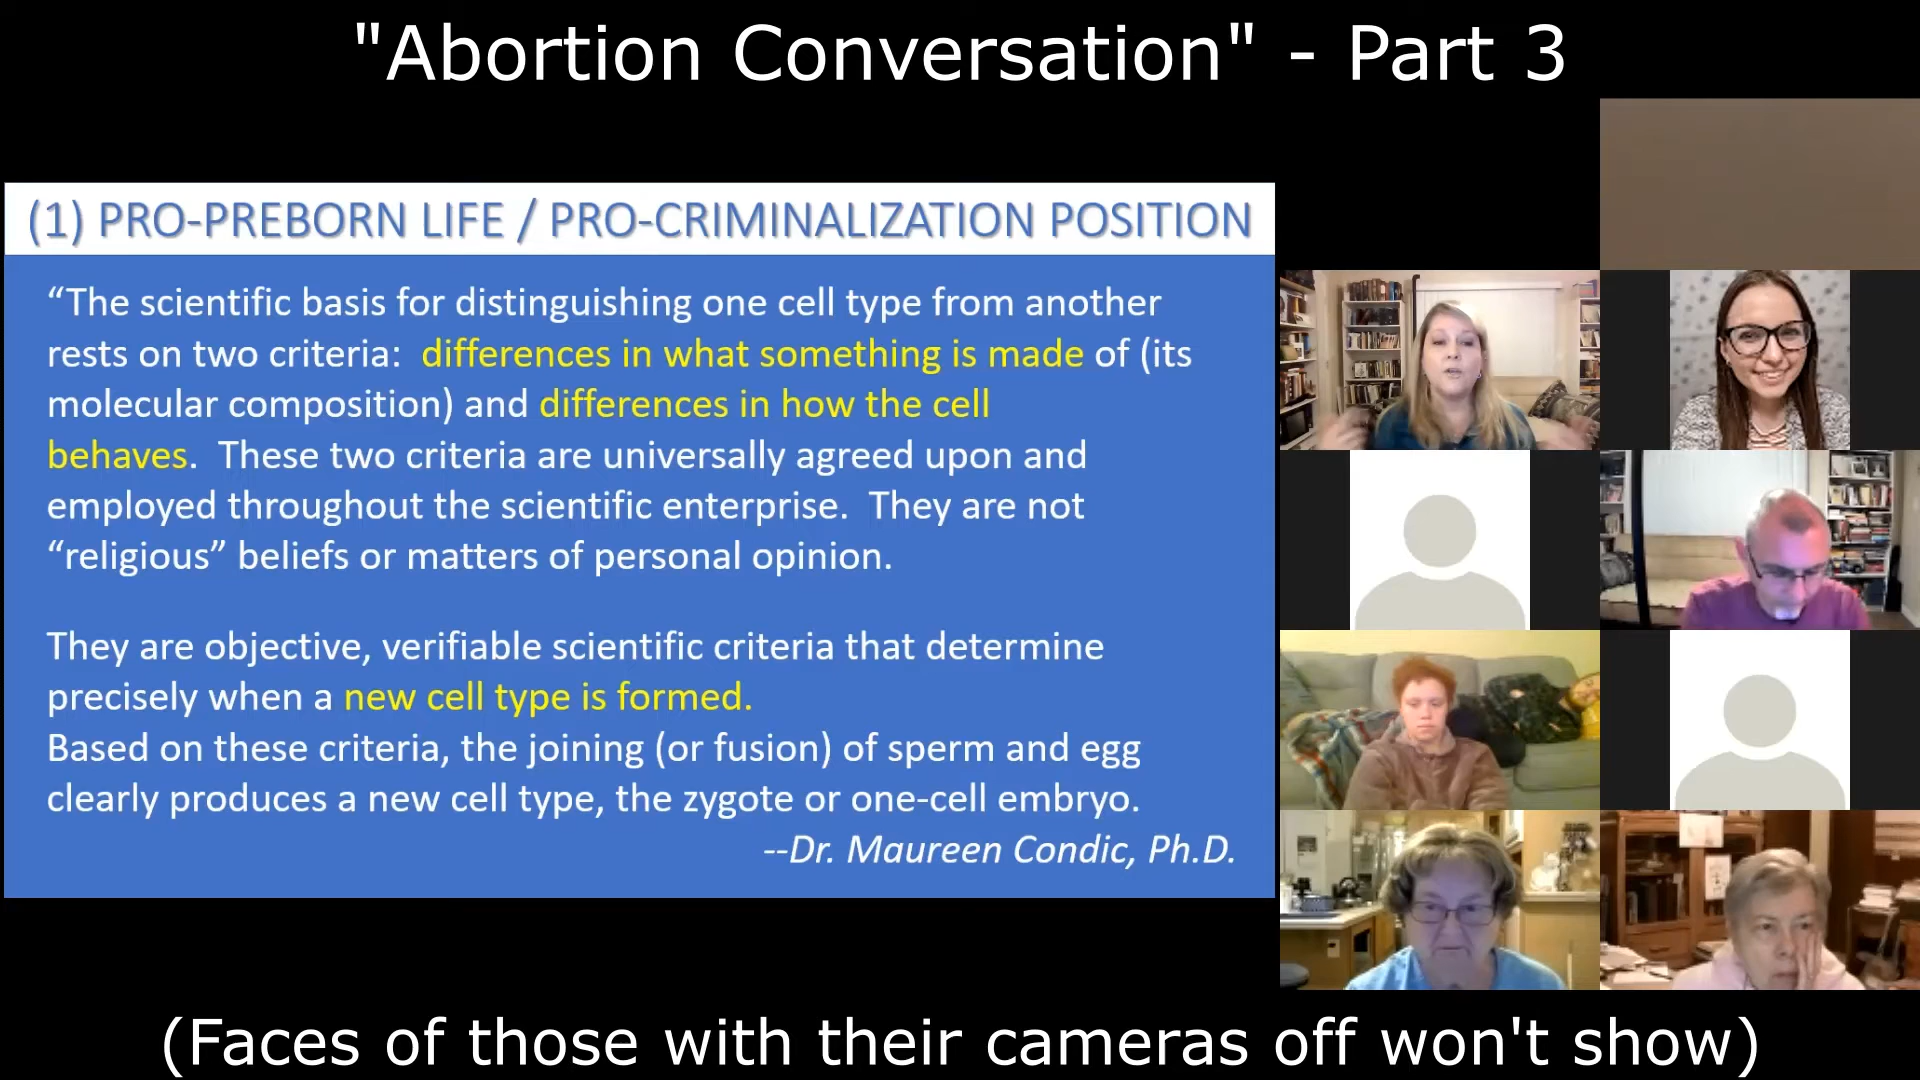 "Abortion Conversation" - Part 3
(1) PRO-PREBORN LIFE / PRO-CRIMINALIZATION POSITION
“The scientific basis for distinguishing one cell type from another
rests on two criteria:  differences in what something is made of (its
molecular composition) and differences in how the cell
behaves.  These two criteria are universally agreed upon and
employed throughout the scientific enterprise.  They are not
“religious” beliefs or matters of personal opinion.
They are objective, verifiable scientific criteria that determine
precisely when a new cell type is formed.
Based on these criteria, the joining (or fusion) of sperm and egg
clearly produces a new cell type, the zygote or one-cell embryo.
--Dr. Maureen Condic, Ph.D.
(Faces of those with their cameras off won't show)